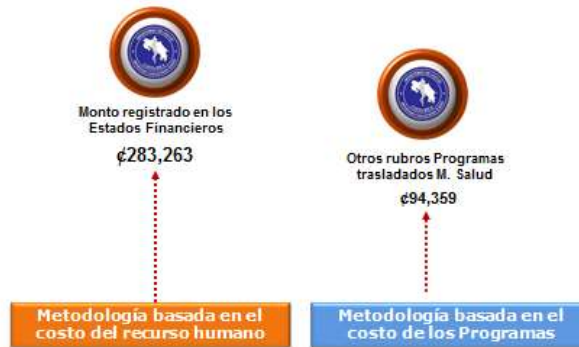 Monto registrado en los
Estados Financieros
¢283,263
Otros rubros Programas
trasladados M. Salud
¢94,359
Metodología basada en el
costo del recurso humano
Metodología basada en el
costo de los Programas